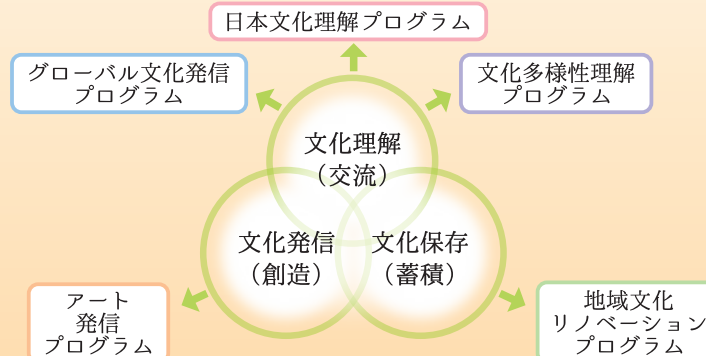 日本文化理解プログラム
グローバル文化発信
プログラム
文化多様性理解
プログラム
文化理解
（交流）
文化発信
（創造）
文化保存
（蓄積）
アート
発信
プログラム
地域文化
リノベーション
プログラム